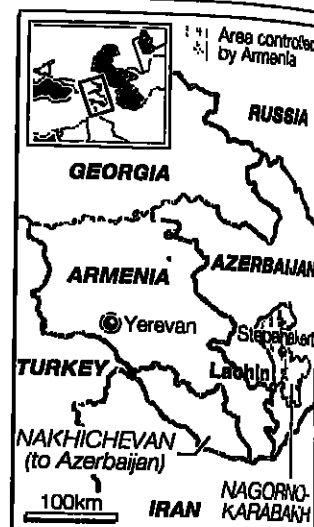 Area controlled
by Armenia
RUSSIA
GEORGIA
ARMENIA
AZERBAIJAN
Yerevan
Stepanakert
Lachin
TURKEY
NAKHICHEVAN
(to Azerbaijan)
100km
IRAN
NAGORNO-
KARABAKH